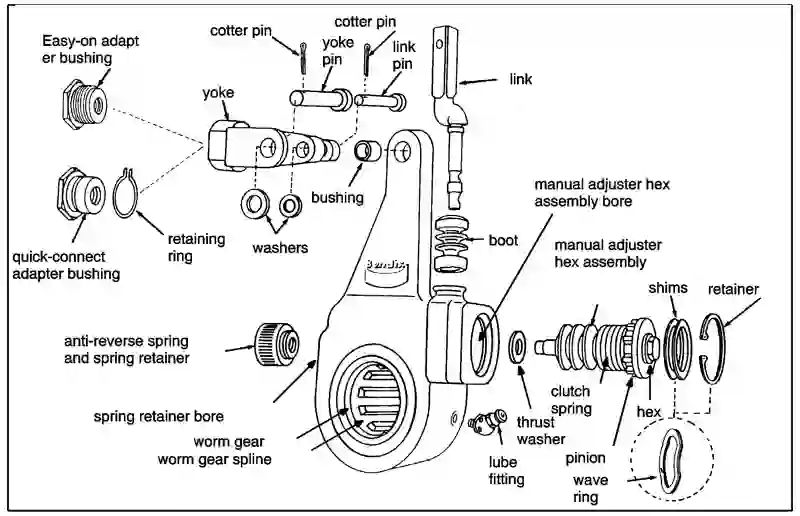 Easy-on adapt
er bushing
cotter pin
cotter pin
yoke
pin
link
pin
link
yoke
bushing
washers
retaining
ring
quick-connect
adapter bushing
boot
manual adjuster hex
assembly bore
manual adjuster
hex assembly
shims
retainer
Bendix
anti-reverse spring
and spring retainer
spring retainer bore
worm gear
worm gear spline
clutch
spring
hex
thrust
washer
lube
fitting
pinion
wave
ring